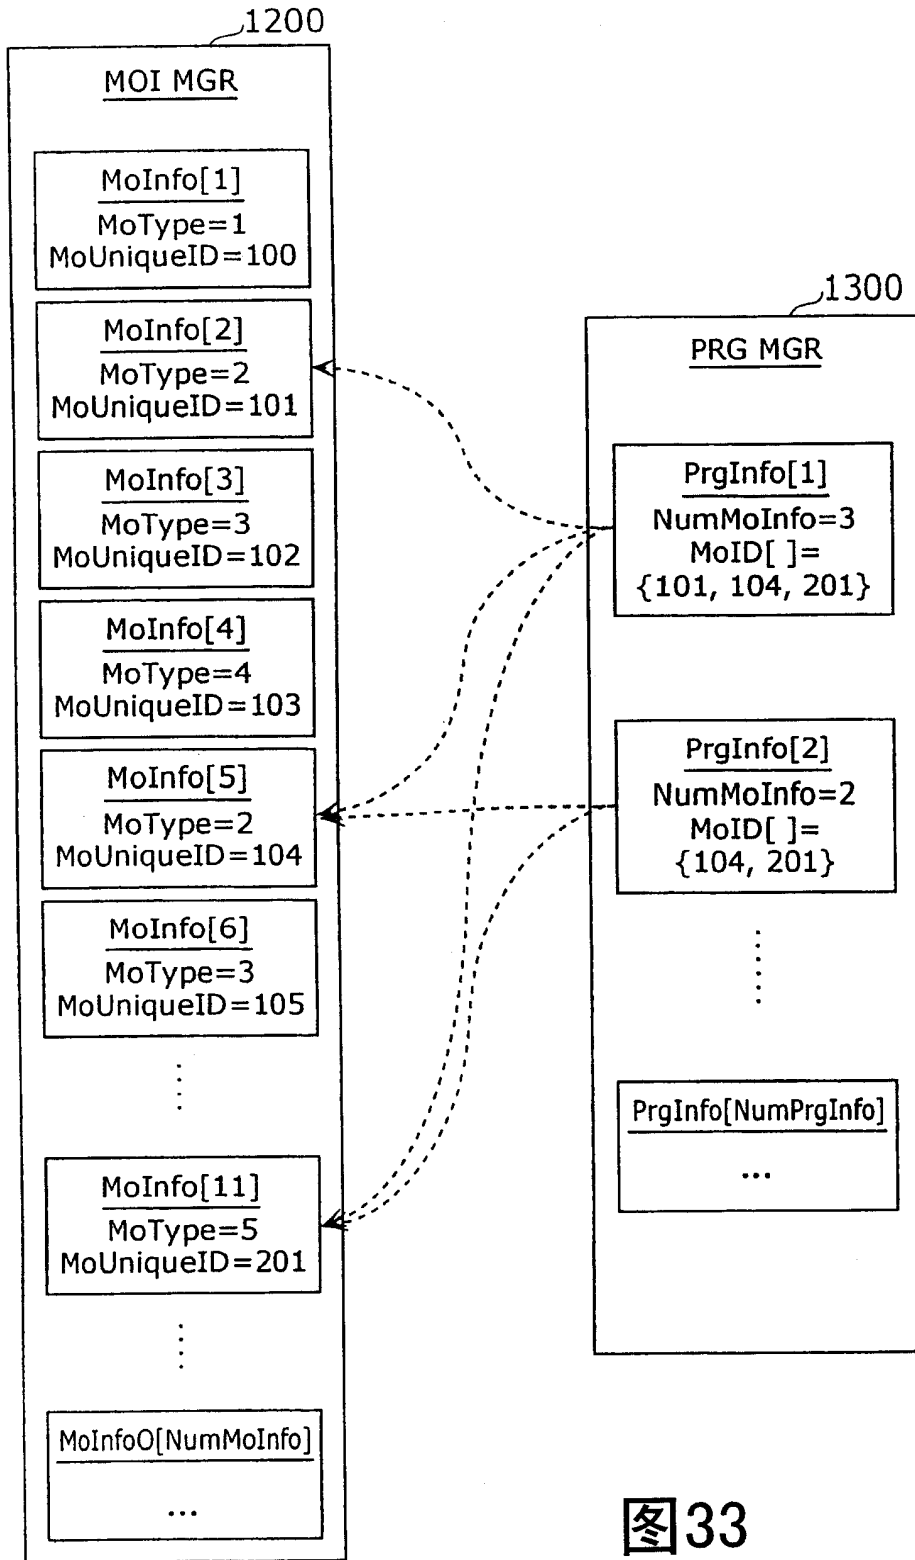 1200
MOI MGR
MoInfo[1]
MoType=1
MoUniqueID=100
MoInfo[2]
MoType=2
MoUniqueID=101
MoInfo[3]
MoType=3
MoUniqueID=102
MoInfo[4]
MoType=4
MoUniqueID=103
MoInfo[5]
MoType=2
MoUniqueID=104
MoInfo[6]
MoType=3
MoUniqueID=105
MoInfo[11]
MoType=5
MoUniqueID=201
MoInfoO[NumMoInfo]
...
1300
PRG MGR
PrgInfo[1]
NumMoInfo=3
MoID[ ]=
{101, 104, 201}
PrgInfo[2]
NumMoInfo=2
MoID[ ]=
{104, 201}
PrgInfo[NumPrgInfo]
...
图33